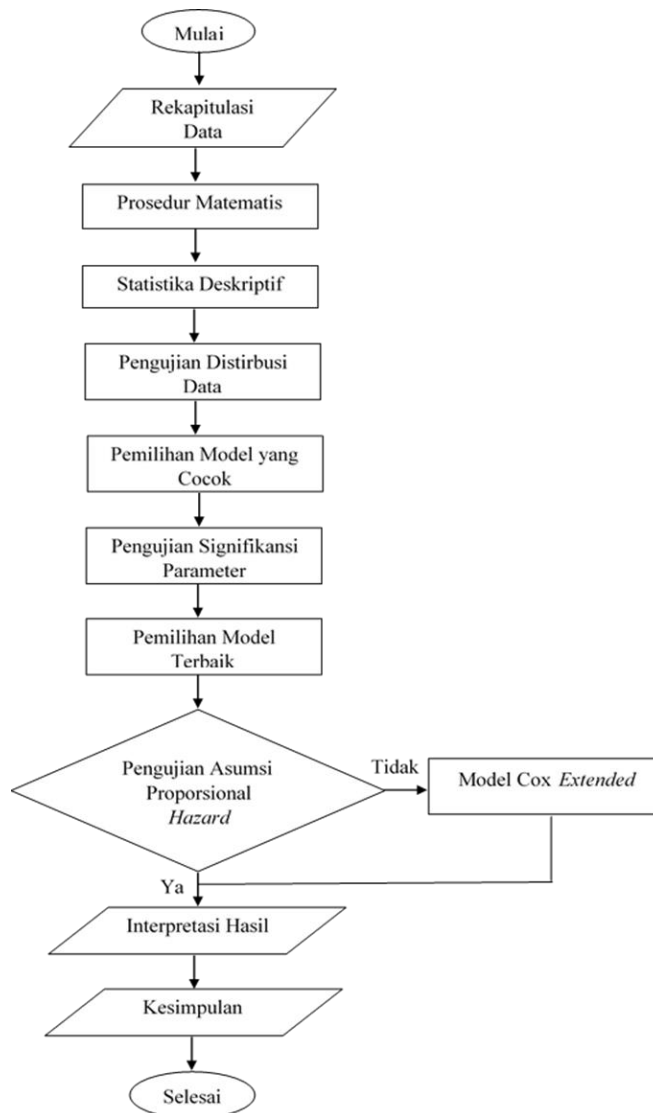 Mulai
Rekapitulasi
Data
Prosedur Matematis
Statistika Deskriptif
Pengujian Distirbusi
Data
Pemilihan Model yang
Cocok
Pengujian Signifikansi
Parameter
Pemilihan Model
Terbaik
Pengujian Asumsi
Proporsional
Hazard
Tidak
Model Cox Extended
Ya
Interpretasi Hasil
Kesimpulan
Selesai